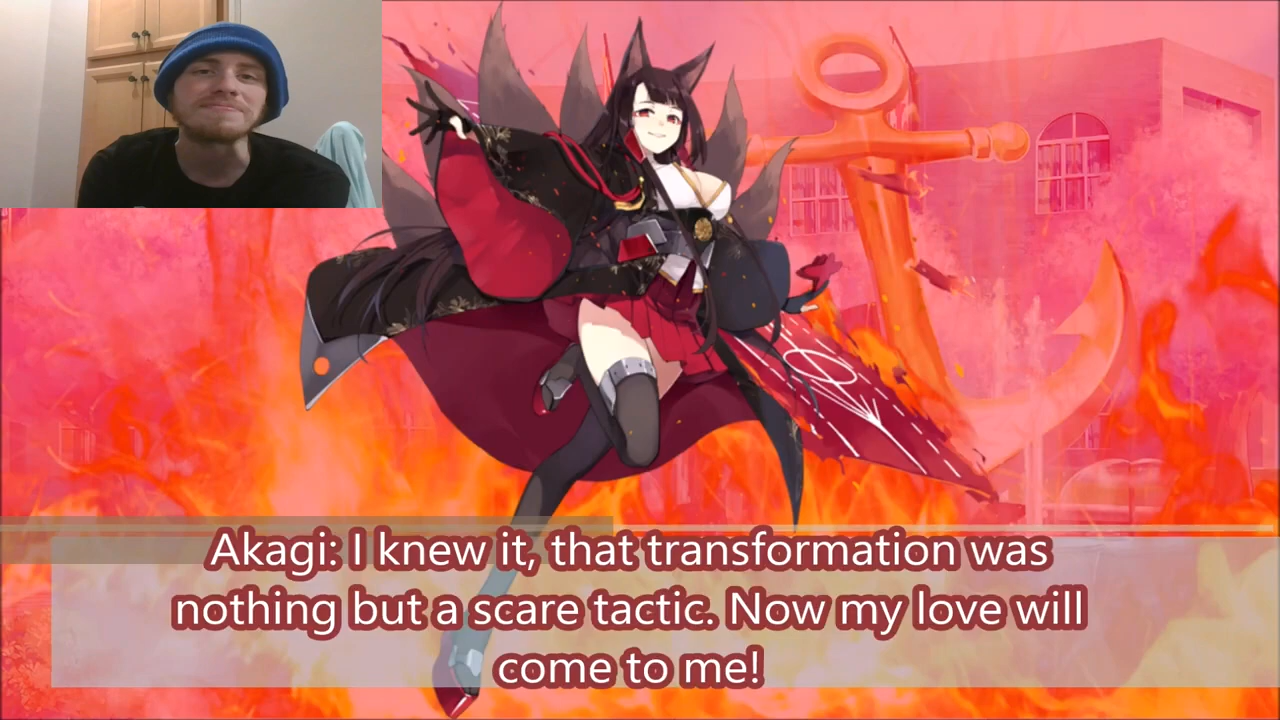 Akagi: I knew it, that transformation was
nothing but a scare tactic. Now my love will
come to me!